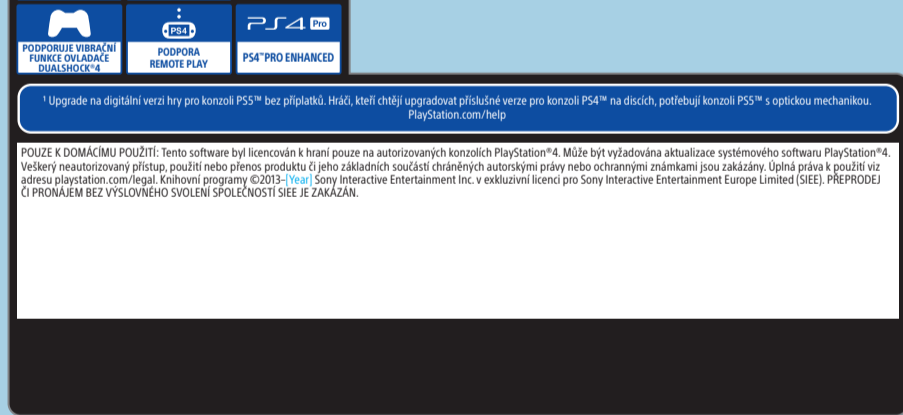 PS4
PS4 Pro
PODPORUJE VIBRAČNÍ
FUNKCE OVLADAČE
DUALSHOCK®4
PODPORA
REMOTE PLAY
PS4™PRO ENHANCED
¹ Upgrade na digitální verzi hry pro konzoli PS5™ bez příplatků. Hráči, kteří chtějí upgradovat příslušné verze pro konzoli PS4™ na discích, potřebují konzoli PS5™ s optickou mechanikou.
PlayStation.com/help
POUZE K DOMÁCÍMU POUŽITÍ: Tento software byl licencován k hraní pouze na autorizovaných konzolích PlayStation®4. Může být vyžadována aktualizace systémového softwaru PlayStation®4.
Veškerý neautorizovaný přístup, použití nebo přenos produktu či jeho základních součástí chráněných autorskými právy nebo ochrannými známkami jsou zakázány. Úplná práva k použití viz
adresu playstation.com/legal. Knihovní programy ©2013–[Year] Sony Interactive Entertainment Inc. v exkluzivní licenci pro Sony Interactive Entertainment Europe Limited (SIEE). PŘEPRODEJ
ČI PRONÁJEM BEZ VÝSLOVNÉHO SVOLENÍ SPOLEČNOSTI SIEE JE ZAKÁZÁN.